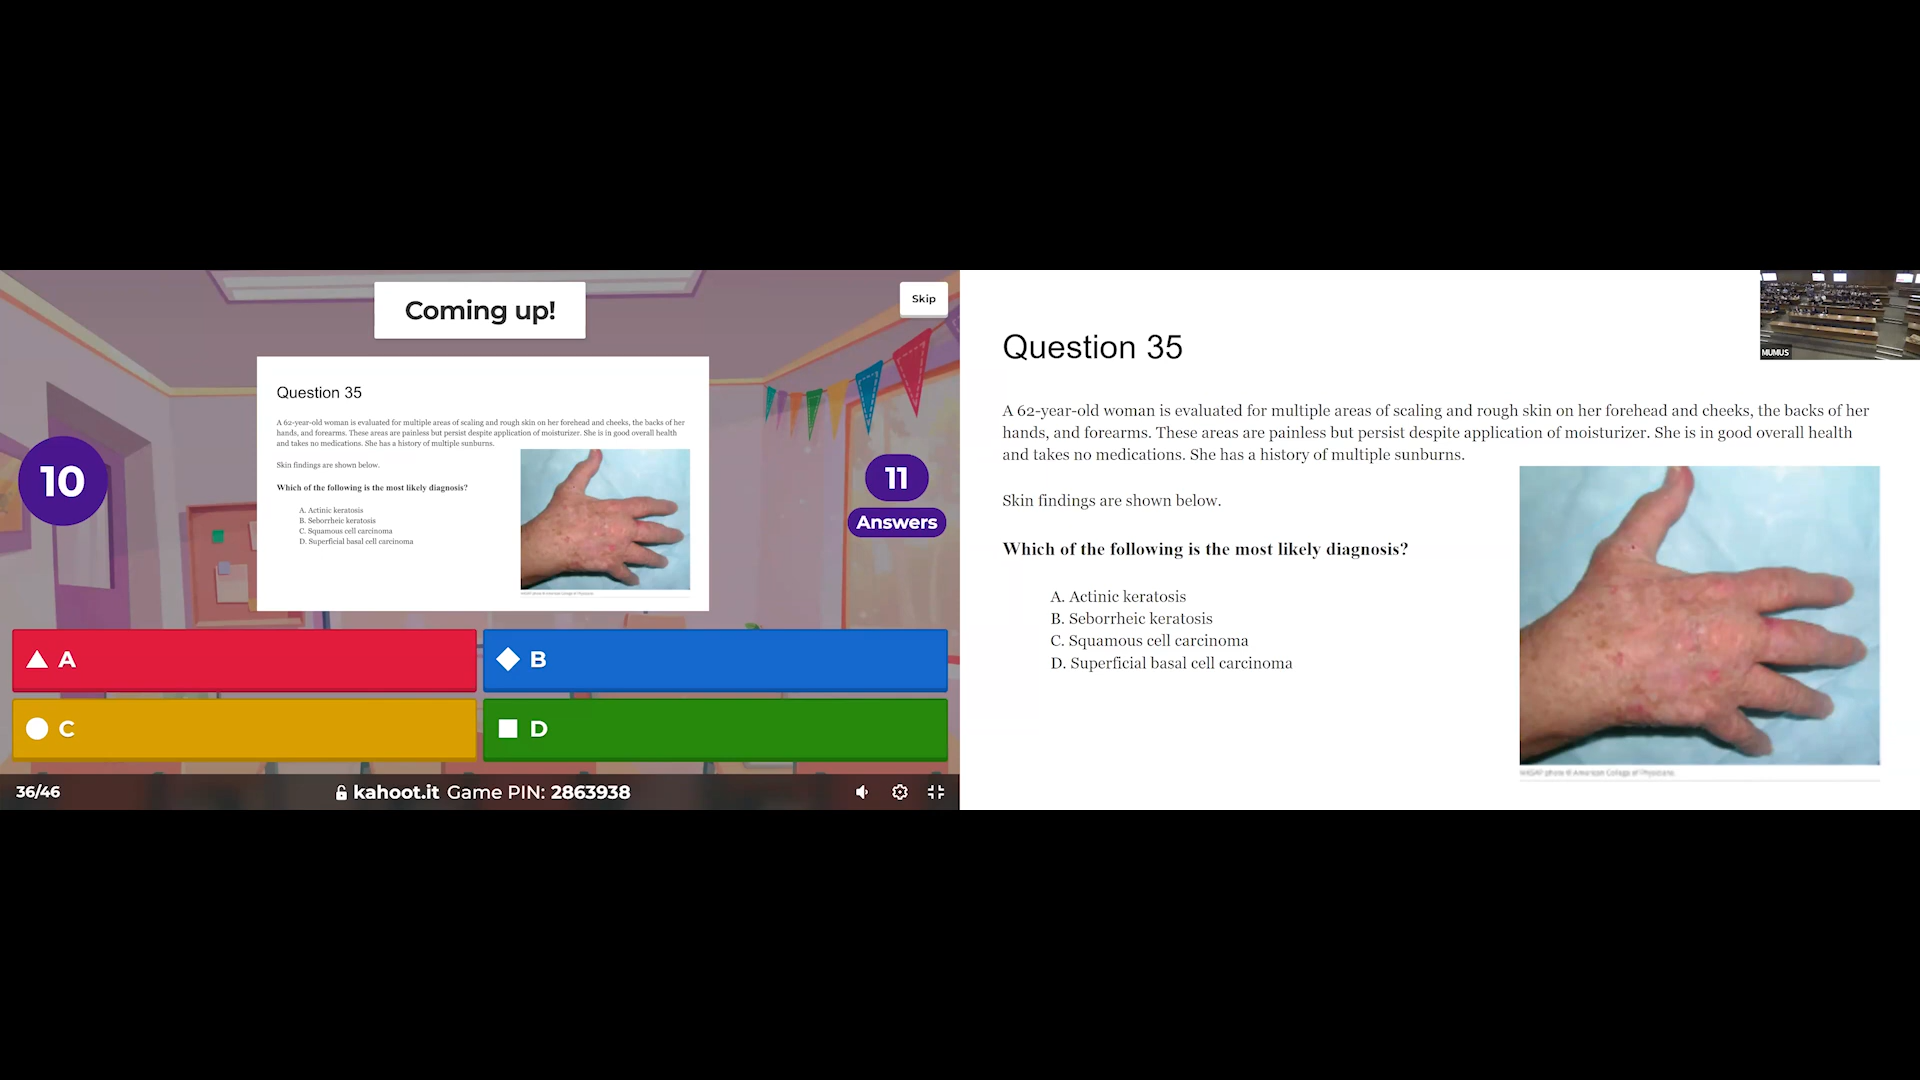 Coming up!
Skip
Question 35
A 62-year-old woman is evaluated for multiple areas of scaling and rough skin on her forehead and cheeks, the backs of her
hands, and forearms. These areas are painless but persist despite application of moisturizer. She is in good overall health
and takes no medications. She has a history of multiple sunburns.
Skin findings are shown below.
Which of the following is the most likely diagnosis?
A. Actinic keratosis
B. Seborrheic keratosis
C. Squamous cell carcinoma
D. Superficial basal cell carcinoma
10
11
Answers
A
B
C
D
36/46
kahoot.it Game PIN: 2863938
MUMUS
Question 35
A 62-year-old woman is evaluated for multiple areas of scaling and rough skin on her forehead and cheeks, the backs of her
hands, and forearms. These areas are painless but persist despite application of moisturizer. She is in good overall health
and takes no medications. She has a history of multiple sunburns.
Skin findings are shown below.
Which of the following is the most likely diagnosis?
A. Actinic keratosis
B. Seborrheic keratosis
C. Squamous cell carcinoma
D. Superficial basal cell carcinoma
photo © American College of Physicians.